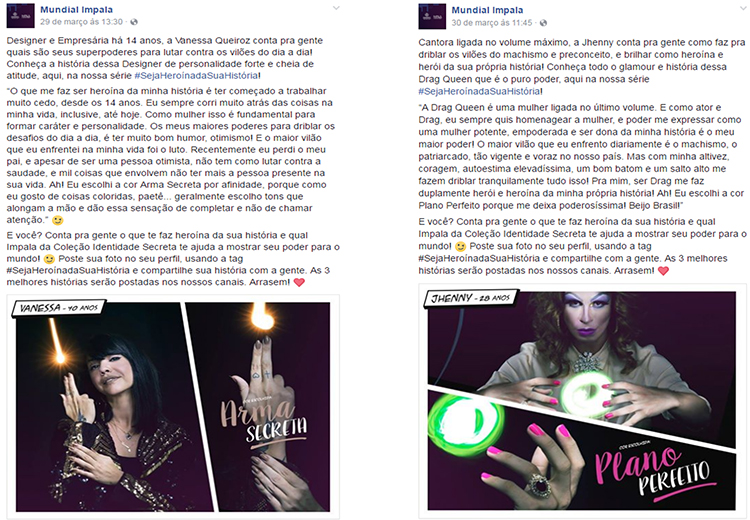 Mundial Impala
29 de março ás 13:30
Designer e Empresária há 14 anos, a Vanessa Queiroz conta pra gente
quais são seus superpoderes para lutar contra os vilões do dia a dia!
Conheça a história dessa Designer de personalidade forte e cheia de
atitude, aqui, na nossa série #SejaHeroínadaSuaHistória!
“O que me faz ser heroína da minha história é ter começado a trabalhar
muito cedo, desde os 14 anos. Eu sempre corri muito atrás das coisas na
minha vida, inclusive, até hoje. Como mulher isso é fundamental para
formar caráter e personalidade. Os meus maiores poderes para driblar os
desafios do dia a dia, é ter muito bom humor, otimismo! E o maior vilão
que eu enfrentei na minha vida foi o luto. Recentemente eu perdi o meu
pai, e apesar de ser uma pessoa otimista, não tem como lutar contra a
saudade, e mil coisas que envolvem não ter mais a pessoa presente na
sua vida. Ah! Eu escolhi a cor Arma Secreta por afinidade, porque como
eu gosto de coisas coloridas, paetê... geralmente escolho tons que
alongam a mão e dão essa sensação de completar e não de chamar
atenção.” 😉
E você? Conta pra gente o que te faz heroína da sua história e qual
Impala da Coleção Identidade Secreta te ajuda a mostrar seu poder para o
mundo! 😉 Poste sua foto no seu perfil, usando a tag
#SejaHeroínadaSuaHistória e compartilhe sua história com a gente. As 3
melhores histórias serão postadas nos nossos canais. Arrasem! ❤
VANESSA - 40 ANOS
COR ESCOLHIDA
Arma
SECRETA
Mundial Impala
30 de março ás 11:45
Cantora ligada no volume máximo, a Jhenny conta pra gente como faz pra
driblar os vilões do machismo e preconceito, e brilhar como heroína e
herói da sua própria história! Conheça todo o glamour e história dessa
Drag Queen que é o puro poder, aqui na nossa série
#SejaHeroínadaSuaHistória!
“A Drag Queen é uma mulher ligada no último volume. E como ator e
Drag, eu sempre quis homenagear a mulher, e poder me expressar como
uma mulher potente, empoderada e ser dona da minha história é o meu
maior poder! O maior vilão que eu enfrento diariamente é o machismo, o
patriarcado, tão vigente e voraz no nosso país. Mas com minha altivez,
coragem, autoestima elevadíssima, um bom batom e um salto alto me
fazem driblar tranquilamente tudo isso! Pra mim, ser Drag me faz
duplamente herói e heroína da minha própria história! Ah! Eu escolhi a cor
Plano Perfeito porque me deixa poderosíssima! Beijo Brasil!”
E você? Conta pra gente o que te faz heroína da sua história e qual
Impala da Coleção Identidade Secreta te ajuda a mostrar seu poder para o
mundo! 😉 Poste sua foto no seu perfil, usando a tag
#SejaHeroínadaSuaHistória e compartilhe sua história com a gente. As 3
melhores histórias serão postadas nos nossos canais. Arrasem! ❤
JHENNY - 28 ANOS
COR ESCOLHIDA
Plano
PERFEITO